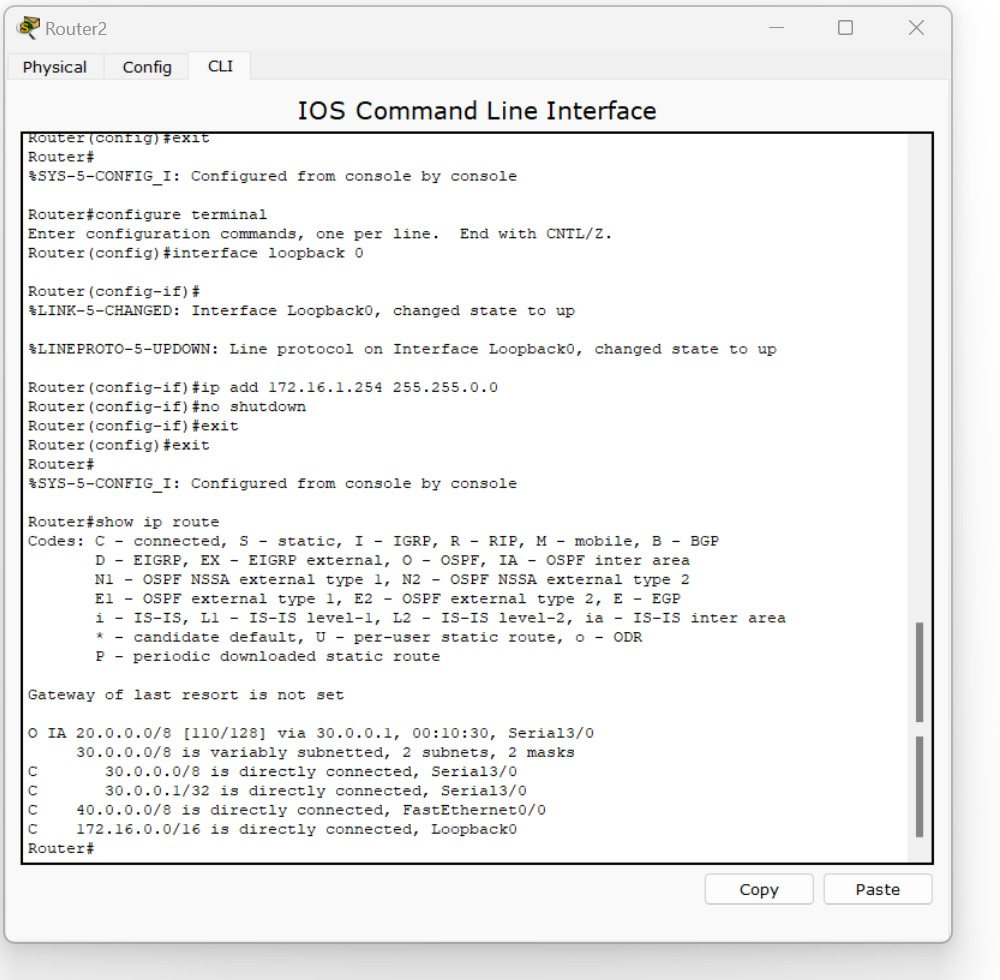 Router2
Physical Config CLI
IOS Command Line Interface
Router(config)#exit
Router#
%SYS-5-CONFIG_I: Configured from console by console
Router#configure terminal
Enter configuration commands, one per line.  End with CNTL/Z.
Router(config)#interface loopback 0
Router(config-if)#
%LINK-5-CHANGED: Interface Loopback0, changed state to up
%LINEPROTO-5-UPDOWN: Line protocol on Interface Loopback0, changed state to up
Router(config-if)#ip add 172.16.1.254 255.255.0.0
Router(config-if)#no shutdown
Router(config-if)#exit
Router(config)#exit
Router#
%SYS-5-CONFIG_I: Configured from console by console
Router#show ip route
Codes: C - connected, S - static, I - IGRP, R - RIP, M - mobile, B - BGP
       D - EIGRP, EX - EIGRP external, O - OSPF, IA - OSPF inter area
       N1 - OSPF NSSA external type 1, N2 - OSPF NSSA external type 2
       E1 - OSPF external type 1, E2 - OSPF external type 2, E - EGP
       i - IS-IS, L1 - IS-IS level-1, L2 - IS-IS level-2, ia - IS-IS inter area
       * - candidate default, U - per-user static route, o - ODR
       P - periodic downloaded static route
Gateway of last resort is not set
O IA 20.0.0.0/8 [110/128] via 30.0.0.1, 00:10:30, Serial3/0
     30.0.0.0/8 is variably subnetted, 2 subnets, 2 masks
C       30.0.0.0/8 is directly connected, Serial3/0
C       30.0.0.1/32 is directly connected, Serial3/0
C    40.0.0.0/8 is directly connected, FastEthernet0/0
C    172.16.0.0/16 is directly connected, Loopback0
Router#
Copy Paste